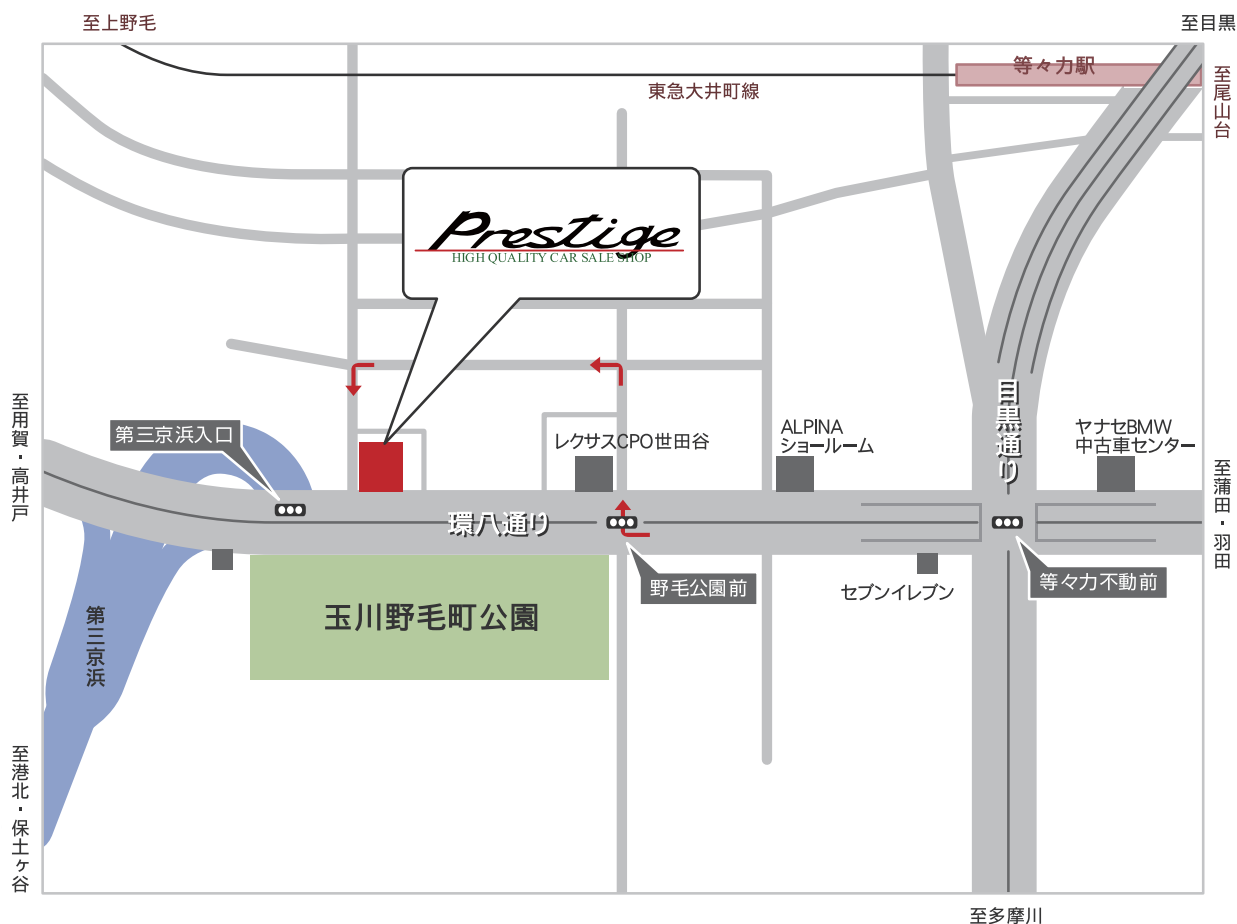 至上野毛
至目黒
等々力駅
東急大井町線
至尾山台
Prestige
HIGH QUALITY CAR SALE SHOP
至用賀・高井戸
第三京浜入口
レクサスCPO世田谷
ALPINA
ショールーム
目黒通り
ヤナセBMW
中古車センター
至蒲田・羽田
環八通り
野毛公園前
セブンイレブン
等々力不動前
玉川野毛町公園
第三京浜
至港北・保土ヶ谷
至多摩川